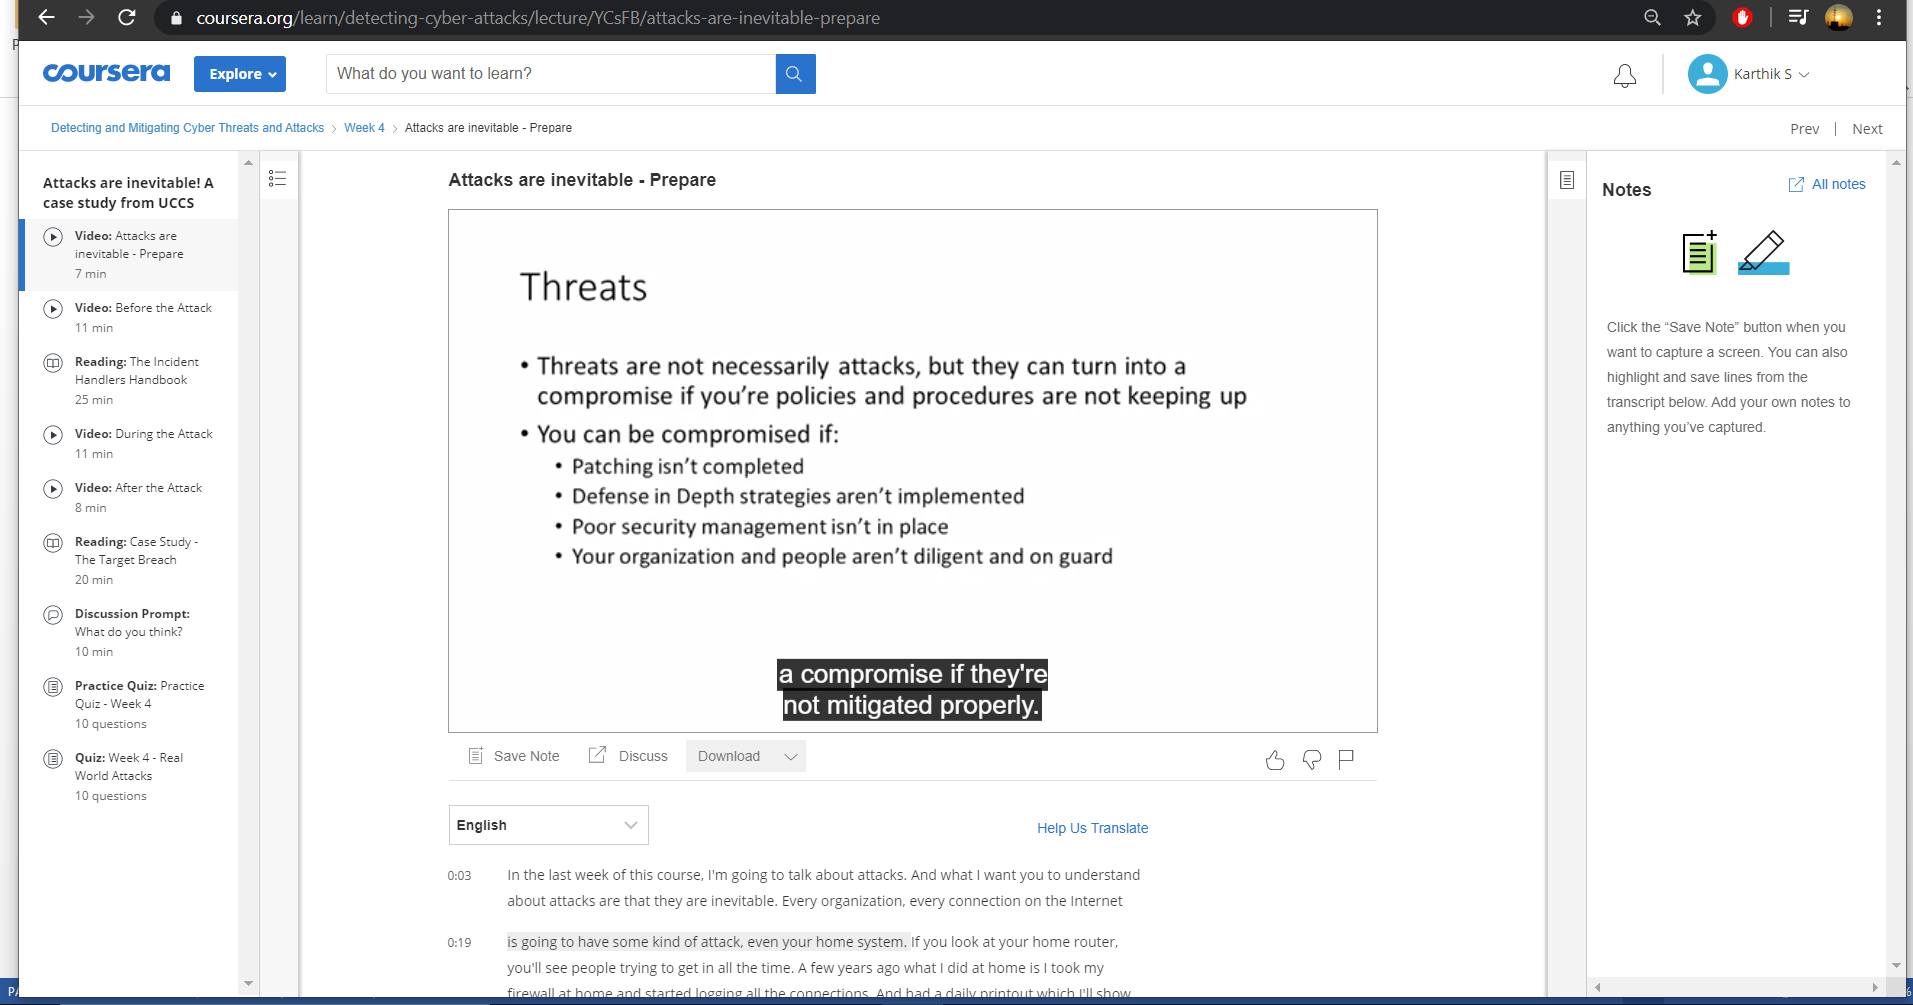 coursera.org/learn/detecting-cyber-attacks/lecture/YCsFB/attacks-are-inevitable-prepare
coursera
Explore
What do you want to learn?
Karthik S
Detecting and Mitigating Cyber Threats and Attacks > Week 4 > Attacks are inevitable - Prepare
Prev | Next
Attacks are inevitable! A
case study from UCCS
Video: Attacks are
inevitable - Prepare
7 min
Video: Before the Attack
11 min
Reading: The Incident
Handlers Handbook
25 min
Video: During the Attack
11 min
Video: After the Attack
8 min
Reading: Case Study -
The Target Breach
20 min
Discussion Prompt:
What do you think?
10 min
Practice Quiz: Practice
Quiz - Week 4
10 questions
Quiz: Week 4 - Real
World Attacks
10 questions
Attacks are inevitable - Prepare
Threats
• Threats are not necessarily attacks, but they can turn into a
compromise if you're policies and procedures are not keeping up
• You can be compromised if:
• Patching isn't completed
• Defense in Depth strategies aren't implemented
• Poor security management isn't in place
• Your organization and people aren't diligent and on guard
a compromise if they're
not mitigated properly.
Save Note
Discuss
Download
English
Help Us Translate
0:03
In the last week of this course, I'm going to talk about attacks. And what I want you to understand
about attacks are that they are inevitable. Every organization, every connection on the Internet
0:19
is going to have some kind of attack, even your home system. If you look at your home router,
you'll see people trying to get in all the time. A few years ago what I did at home is I took my
firewall at home and started logging all the connections. And had a daily printout which I'll show
Notes
All notes
Click the “Save Note” button when you
want to capture a screen. You can also
highlight and save lines from the
transcript below. Add your own notes to
anything you’ve captured.